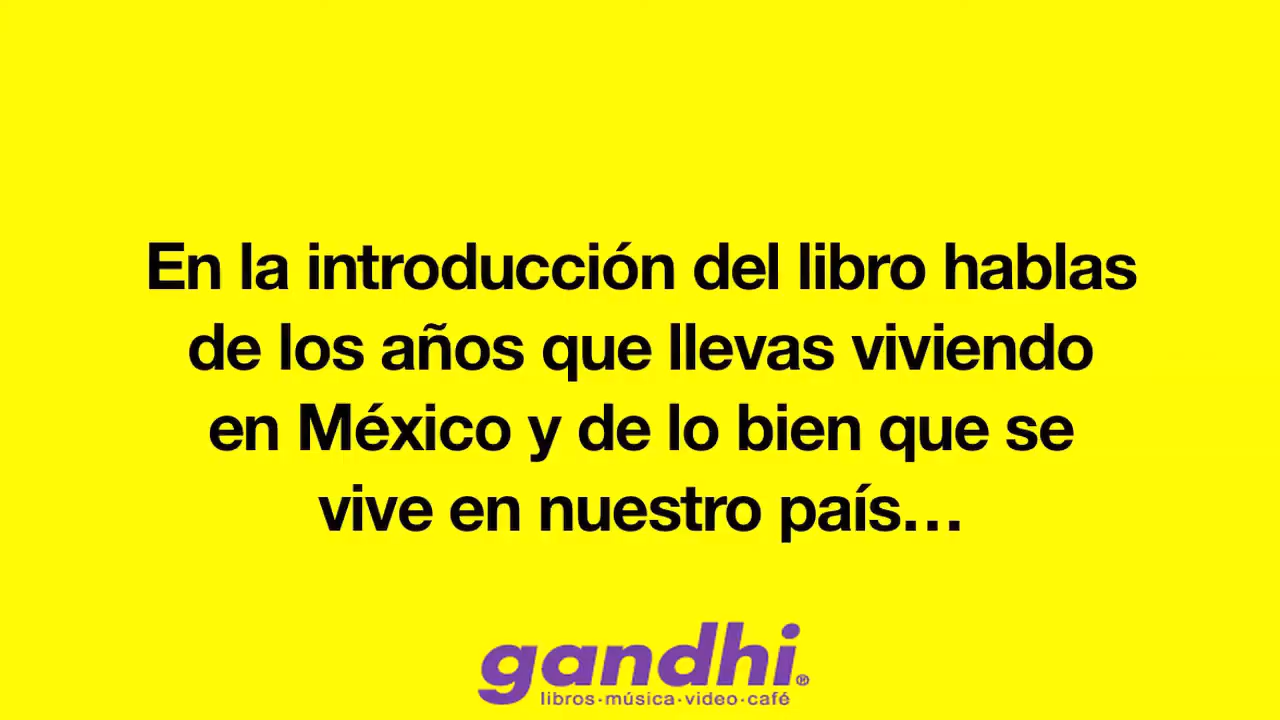 En la introducción del libro hablas
de los años que llevas viviendo
en México y de lo bien que se
vive en nuestro país…
gandhi®
libros·música·video·café